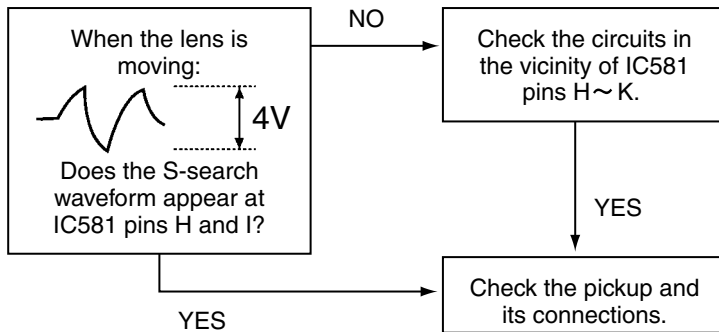 When the lens is
moving:
4V
Does the S-search
waveform appear at
IC581 pins H and I?
NO
Check the circuits in
the vicinity of IC581
pins H～K.
YES
Check the pickup and
its connections.
YES